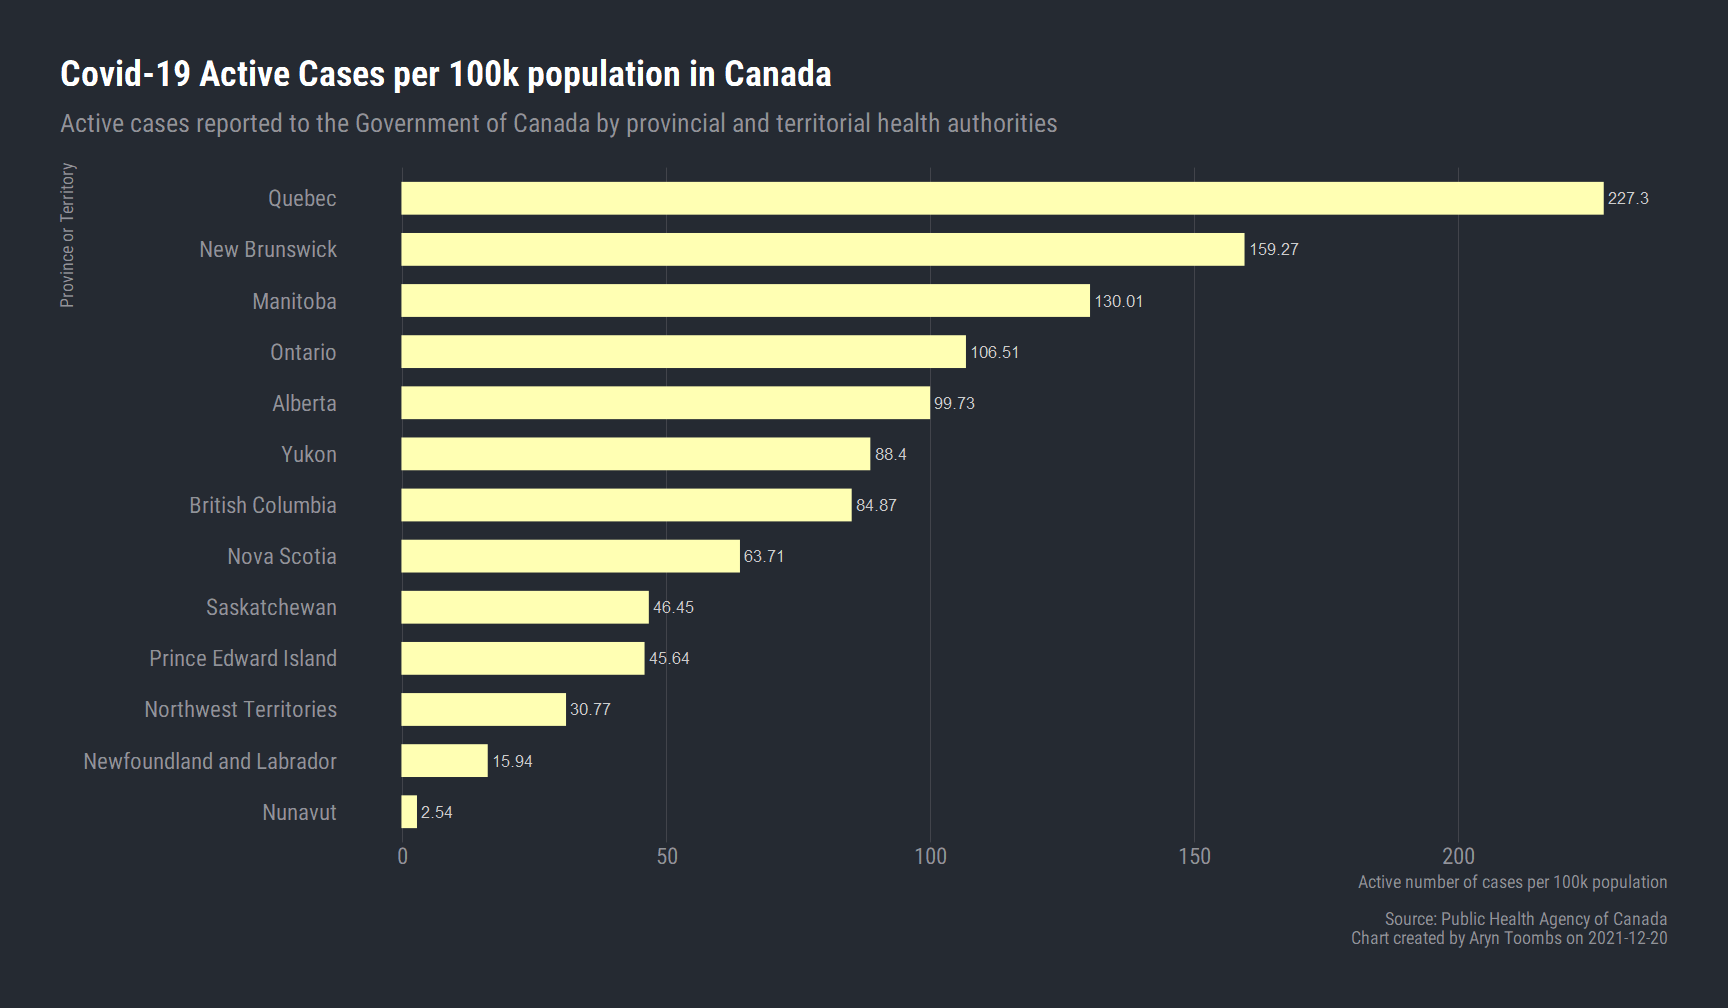 Covid-19 Active Cases per 100k population in Canada
Active cases reported to the Government of Canada by provincial and territorial health authorities
Province or Territory
Quebec 227.3
New Brunswick 159.27
Manitoba 130.01
Ontario 106.51
Alberta 99.73
Yukon 88.4
British Columbia 84.87
Nova Scotia 63.71
Saskatchewan 46.45
Prince Edward Island 45.64
Northwest Territories 30.77
Newfoundland and Labrador 15.94
Nunavut 2.54
0 50 100 150 200
Active number of cases per 100k population
Source: Public Health Agency of Canada
Chart created by Aryn Toombs on 2021-12-20